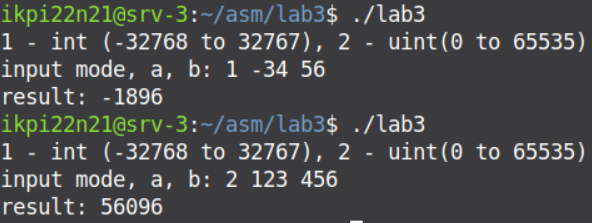 ikpi22n21@srv-3:~/asm/lab3$ ./lab3
1 - int (-32768 to 32767), 2 - uint(0 to 65535)
input mode, a, b: 1 -34 56
result: -1896
ikpi22n21@srv-3:~/asm/lab3$ ./lab3
1 - int (-32768 to 32767), 2 - uint(0 to 65535)
input mode, a, b: 2 123 456
result: 56096